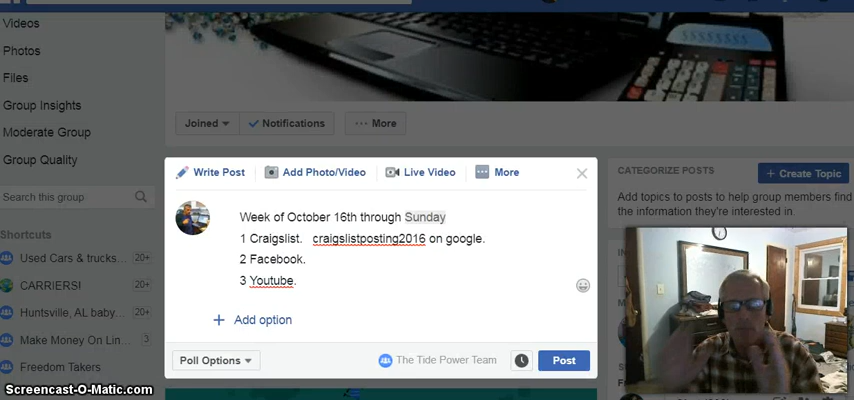 Videos
Photos
Files
Group Insights
Moderate Group
Group Quality
Search this group
Shortcuts
Used Cars & trucks... 20+
CARRIERS! 20+
Huntsville, AL baby... 20+
Make Money On Lin... 3
Freedom Takers 20+
Joined Notifications More
Write Post Add Photo/Video Live Video More
Week of October 16th through Sunday
1 Craigslist. craigslistposting2016 on google.
2 Facebook.
3 Youtube.
+ Add option
Poll Options The Tide Power Team Post
CATEGORIZE POSTS + Create Topic
Add topics to posts to help group members find
the information they're interested in.
Screencast-O-Matic.com